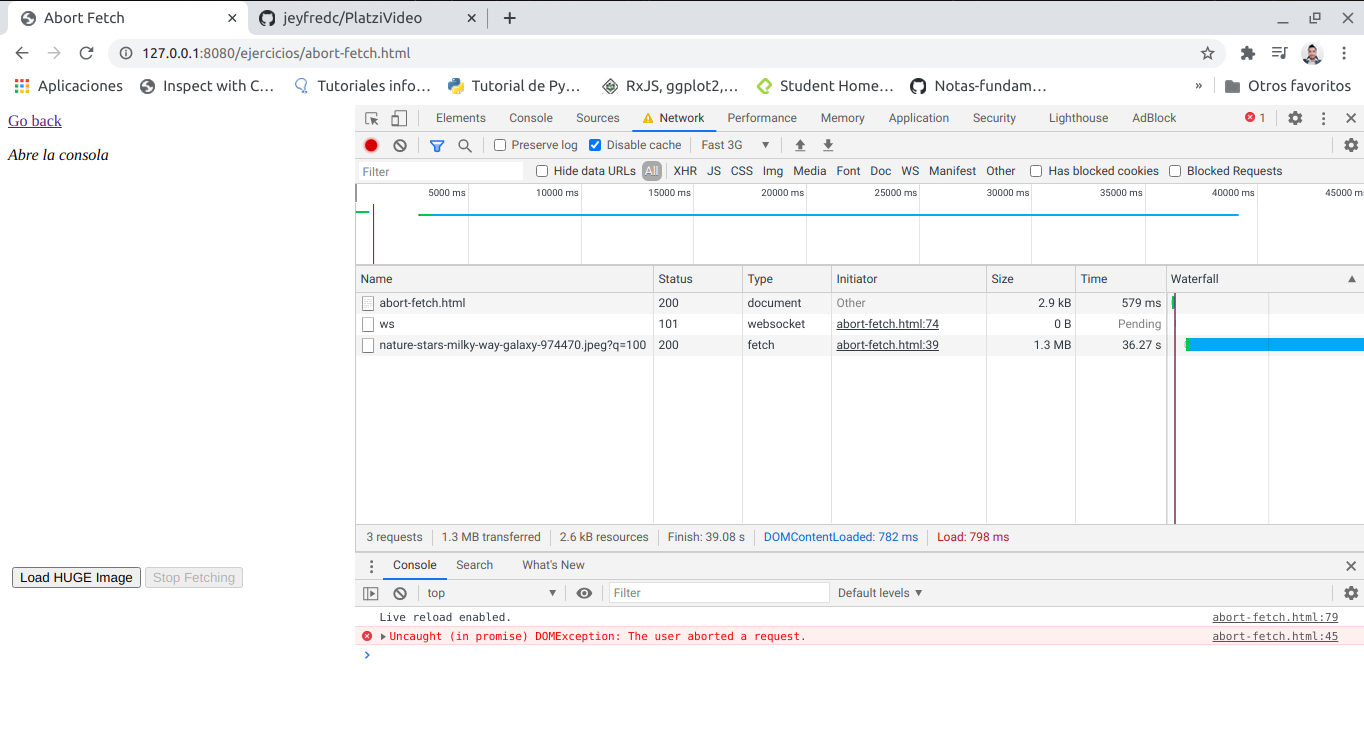 Abort Fetch
jeyfredc/PlatziVideo
127.0.0.1:8080/ejercicios/abort-fetch.html
Aplicaciones Inspect with C… Tutoriales info… Tutorial de Py… RxJS, ggplot2,… Student Home… Notas-fundam… » Otros favoritos
Go back
Abre la consola
Load HUGE Image Stop Fetching
Elements Console Sources Network Performance Memory Application Security Lighthouse AdBlock 1
Preserve log Disable cache Fast 3G
Filter Hide data URLs All XHR JS CSS Img Media Font Doc WS Manifest Other Has blocked cookies Blocked Requests
5000 ms 10000 ms 15000 ms 20000 ms 25000 ms 30000 ms 35000 ms 40000 ms 45000 m
Name Status Type Initiator Size Time Waterfall
abort-fetch.html 200 document Other 2.9 kB 579 ms
ws 101 websocket abort-fetch.html:74 0 B Pending
nature-stars-milky-way-galaxy-974470.jpeg?q=100 200 fetch abort-fetch.html:39 1.3 MB 36.27 s
3 requests 1.3 MB transferred 2.6 kB resources Finish: 39.08 s DOMContentLoaded: 782 ms Load: 798 ms
Console Search What's New
top Filter Default levels
Live reload enabled. abort-fetch.html:79
Uncaught (in promise) DOMException: The user aborted a request. abort-fetch.html:45